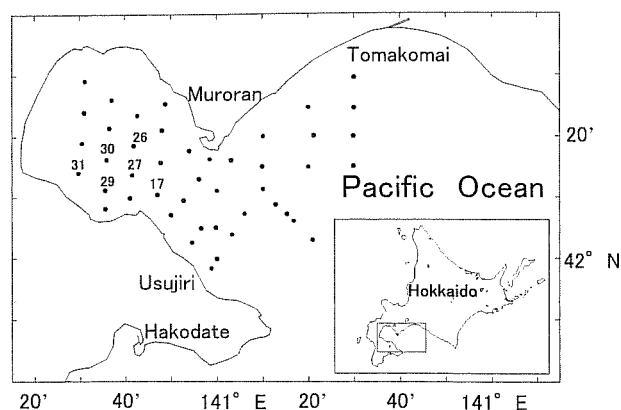 Tomakomai
Muroran
26
30
20'
31
27
29
17
Pacific Ocean
42° N
Usujiri
Hokkaido
Hakodate
20' 40' 141° E 20' 40' 141° E